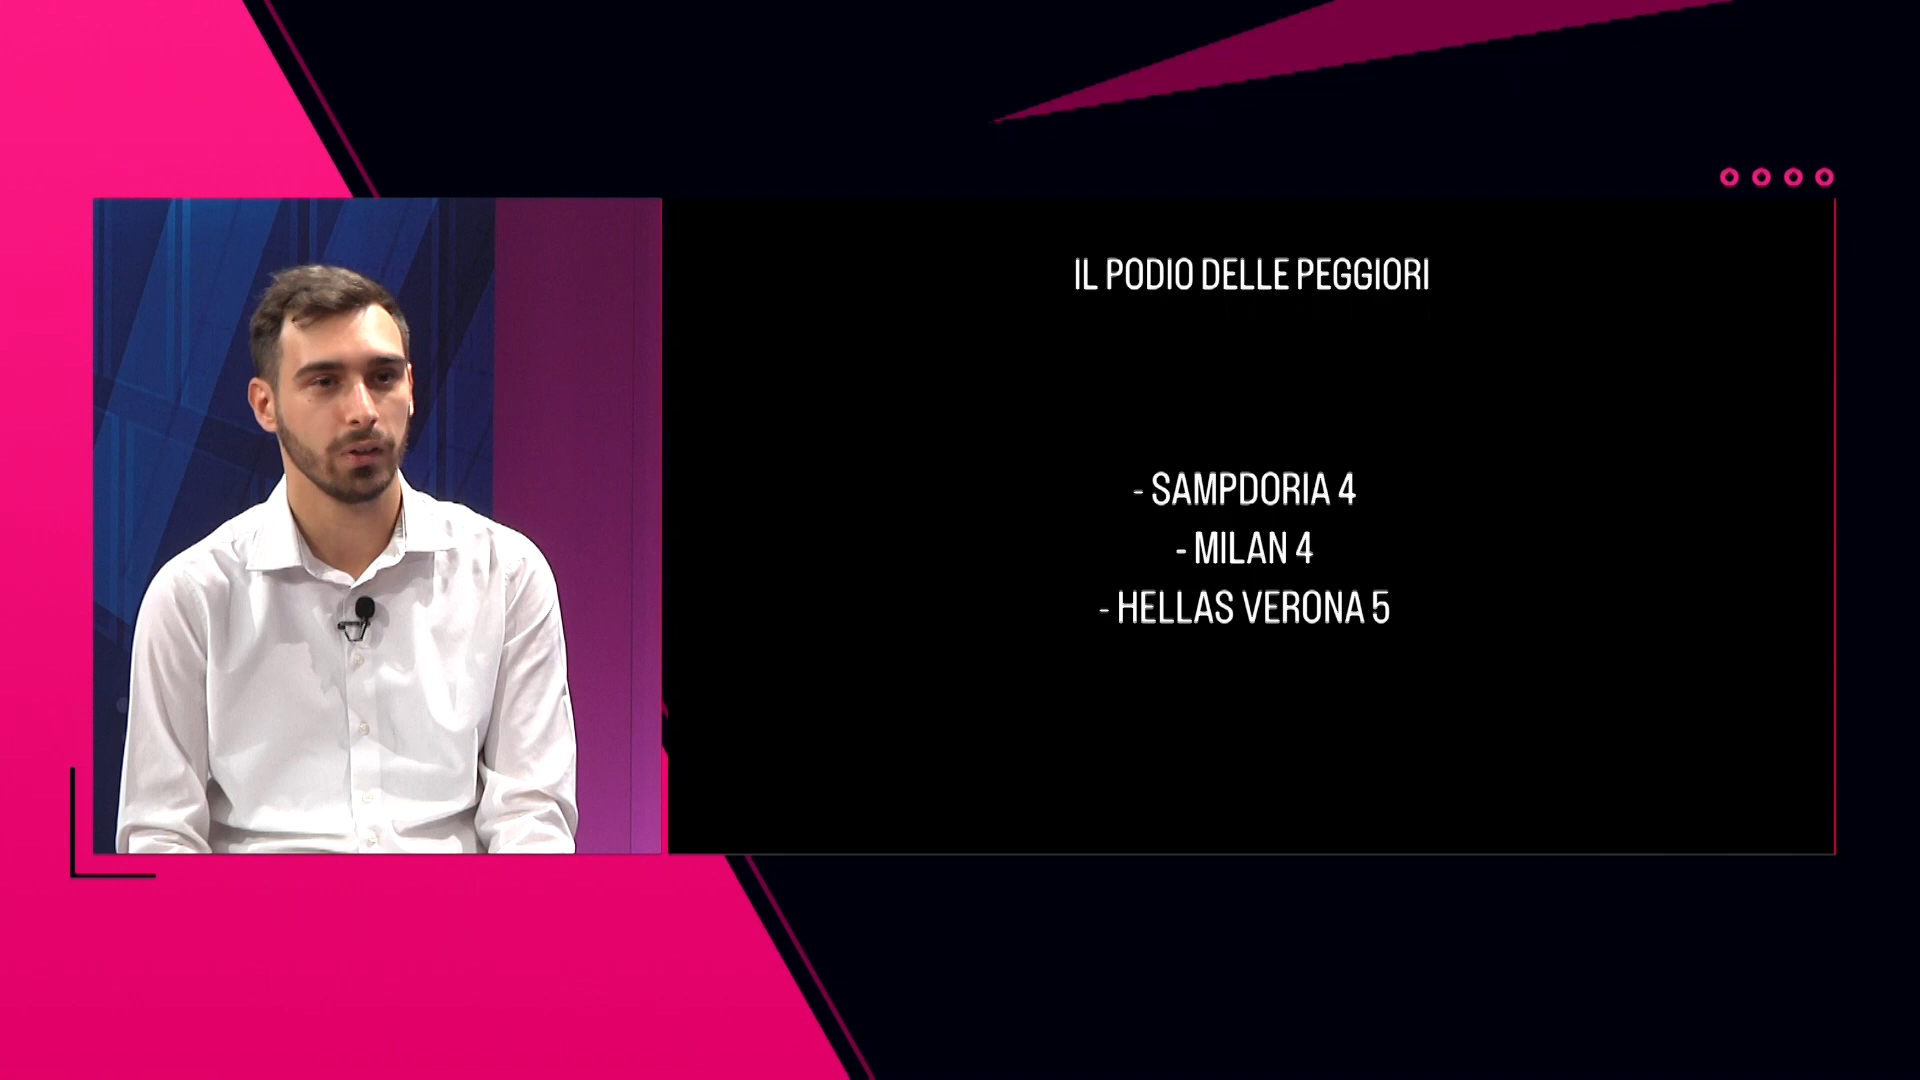 IL PODIO DELLE PEGGIORI
- SAMPDORIA 4
- MILAN 4
- HELLAS VERONA 5